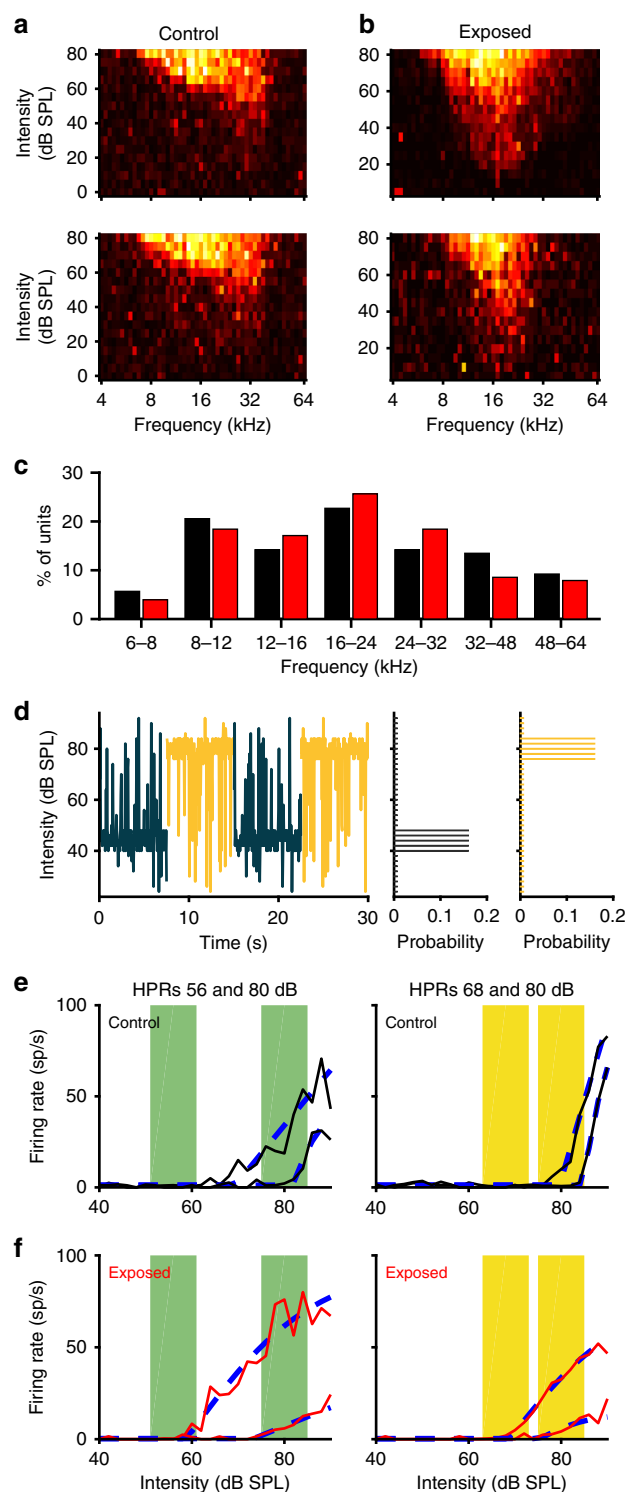 a Control
b Exposed
Intensity
(dB SPL)
80
60
40
20
0
80
60
40
20
Intensity
(dB SPL)
80
60
40
20
0
4 8 16 32 64
Frequency (kHz)
80
60
40
20
4 8 16 32 64
Frequency (kHz)
c
% of units
30
20
10
0
6–8 8–12 12–16 16–24 24–32 32–48 48–64
Frequency (kHz)
d
Intensity (dB SPL)
80
60
40
0 10 20 30
Time (s)
0 0.1 0.2
Probability
0 0.1 0.2
Probability
e
HPRs 56 and 80 dB
HPRs 68 and 80 dB
Firing rate (sp/s)
100
50
0
Control
40 60 80
Control
40 60 80
f
Firing rate (sp/s)
100
50
0
Exposed
40 60 80
Intensity (dB SPL)
Exposed
40 60 80
Intensity (dB SPL)